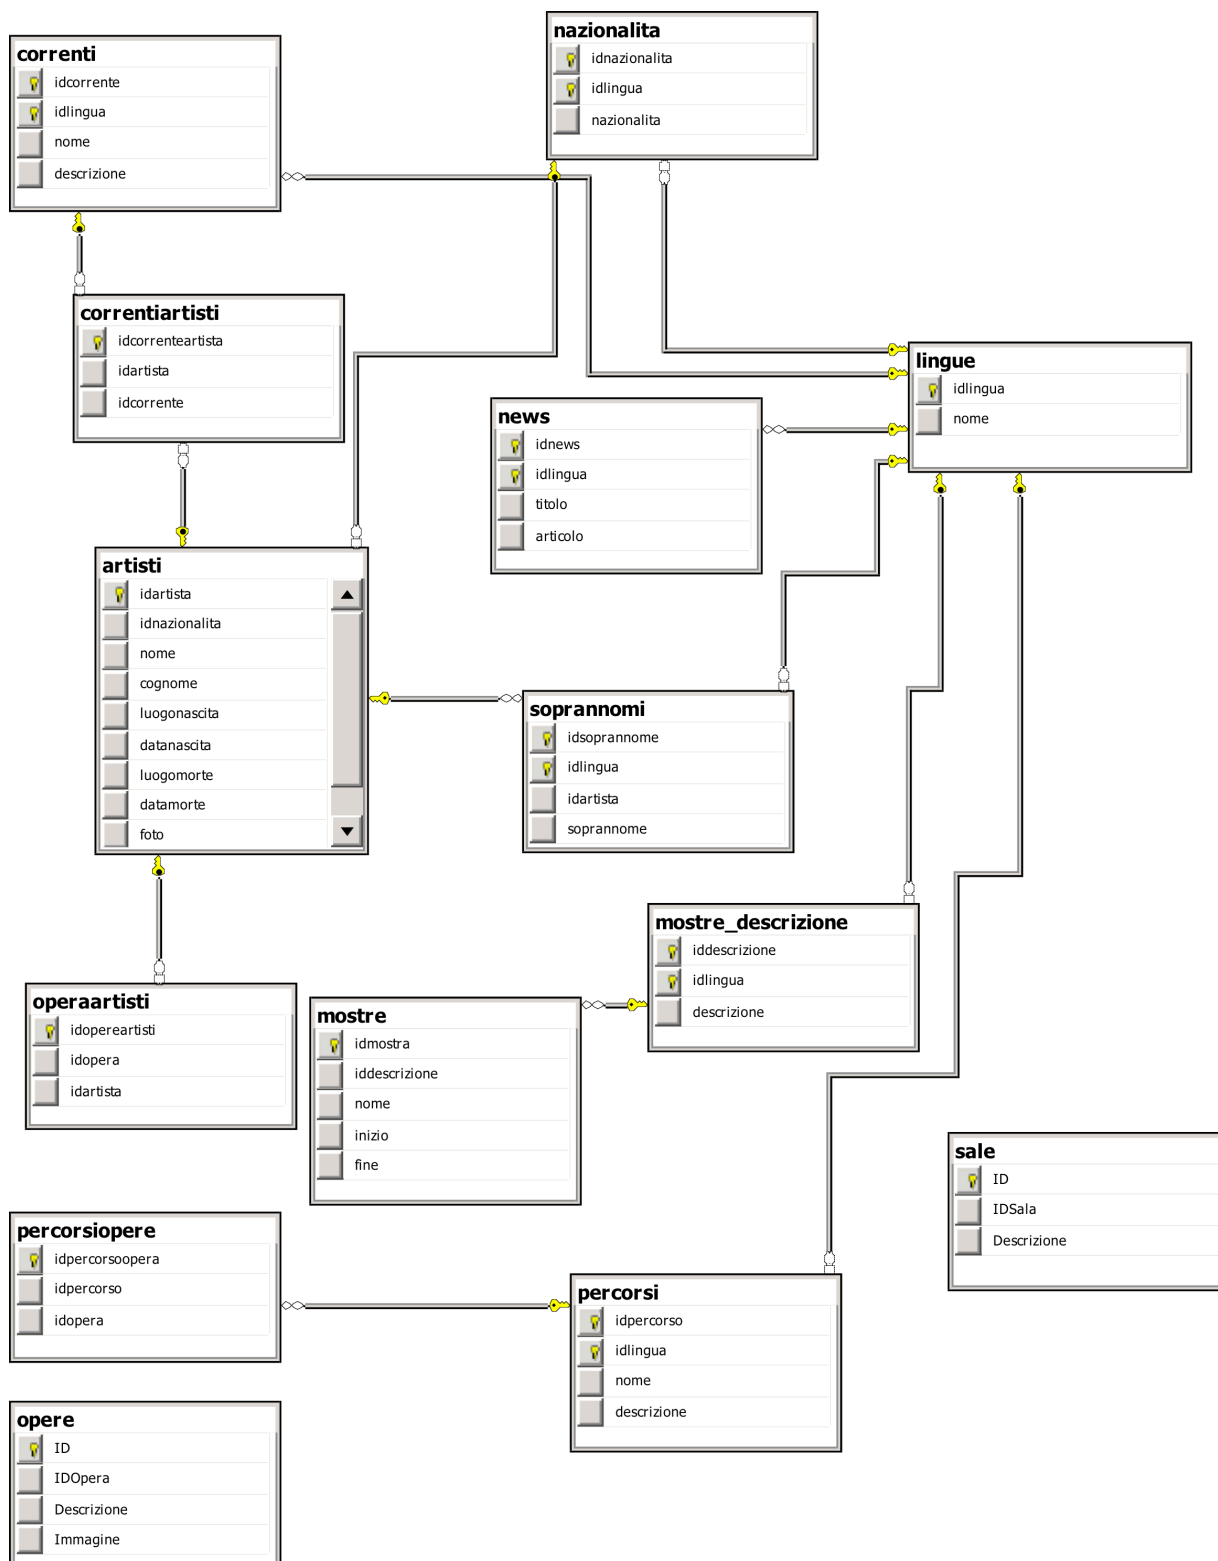 correnti
idcorrente
idlingua
nome
descrizione
nazionalita
idnazionalita
idlingua
nazionalita
correntiartisti
idcorrenteartista
idartista
idcorrente
lingue
idlingua
nome
news
idnews
idlingua
titolo
articolo
artisti
idartista
idnazionalita
nome
cognome
luogonascita
datanascita
luogomorte
datamorte
foto
soprannomi
idsoprannome
idlingua
idartista
soprannome
mostre_descrizione
iddescrizione
idlingua
descrizione
operaartisti
idopereartisti
idopera
idartista
mostre
idmostra
iddescrizione
nome
inizio
fine
sale
ID
IDSala
Descrizione
percorsiopere
idpercorsoopera
idpercorso
idopera
percorsi
idpercorso
idlingua
nome
descrizione
opere
ID
IDOpera
Descrizione
Immagine